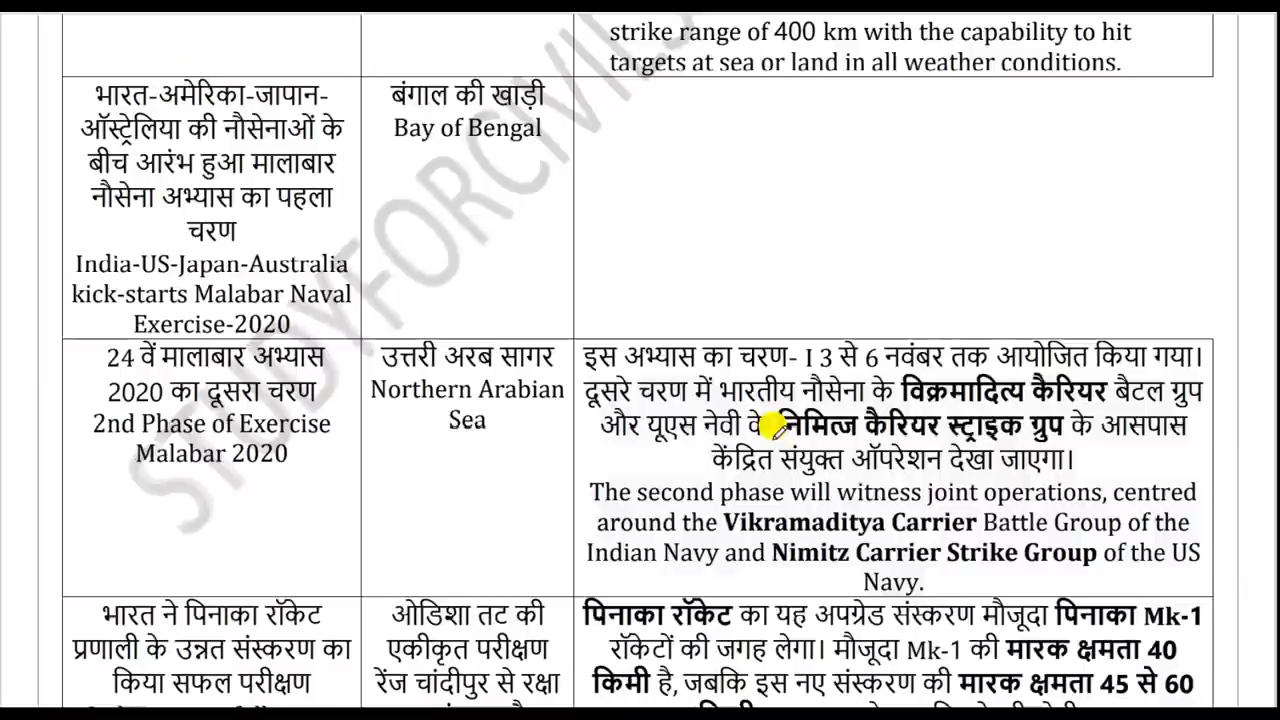 strike range of 400 km with the capability to hit
targets at sea or land in all weather conditions.
भारत-अमेरिका-जापान-
ऑस्ट्रेलिया की नौसेनाओं के
बीच आरंभ हुआ मालाबार
नौसेना अभ्यास का पहला
चरण
India-US-Japan-Australia
kick-starts Malabar Naval
Exercise-2020
बंगाल की खाड़ी
Bay of Bengal
24 वें मालाबार अभ्यास
2020 का दूसरा चरण
2nd Phase of Exercise
Malabar 2020
उत्तरी अरब सागर
Northern Arabian
Sea
इस अभ्यास का चरण- I 3 से 6 नवंबर तक आयोजित किया गया।
दूसरे चरण में भारतीय नौसेना के विक्रमादित्य कैरियर बैटल ग्रुप
और यूएस नेवी के निमित्ज कैरियर स्ट्राइक ग्रुप के आसपास
केंद्रित संयुक्त ऑपरेशन देखा जाएगा।
The second phase will witness joint operations, centred
around the Vikramaditya Carrier Battle Group of the
Indian Navy and Nimitz Carrier Strike Group of the US
Navy.
भारत ने पिनाका रॉकेट
प्रणाली के उन्नत संस्करण का
किया सफल परीक्षण
ओडिशा तट की
एकीकृत परीक्षण
रेंज चांदीपुर से रक्षा
पिनाका रॉकेट का यह अपग्रेड संस्करण मौजूदा पिनाका Mk-1
रॉकेटों की जगह लेगा। मौजूदा Mk-1 की मारक क्षमता 40
किमी है, जबकि इस नए संस्करण की मारक क्षमता 45 से 60
STUDYFORCIVILS